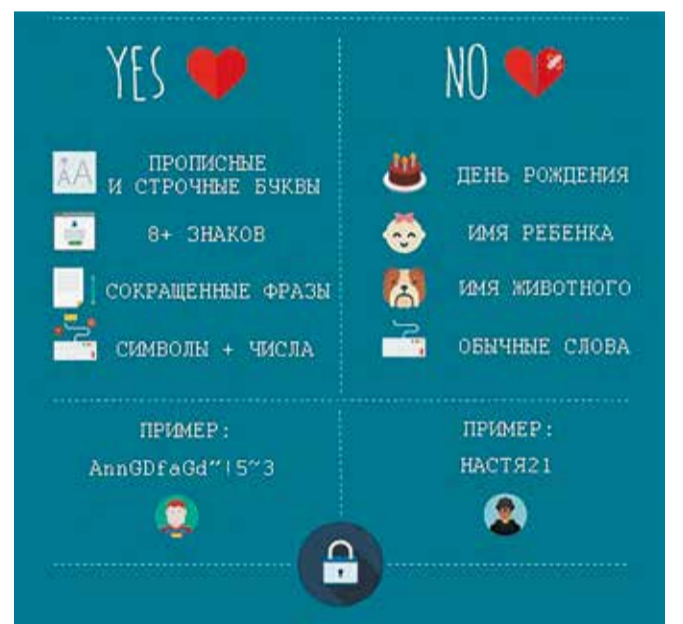 YES
ПРОПИСНЫЕ
И СТРОЧНЫЕ БУКВЫ
8+ ЗНАКОВ
СОКРАЩЕННЫЕ ФРАЗЫ
СИМВОЛЫ + ЧИСЛА
ПРИМЕР:
AnnGDfaGd"|5~3
NO
ДЕНЬ РОЖДЕНИЯ
ИМЯ РЕБЕНКА
ИМЯ ЖИВОТНОГО
ОБЫЧНЫЕ СЛОВА
ПРИМЕР:
НАСТЯ21